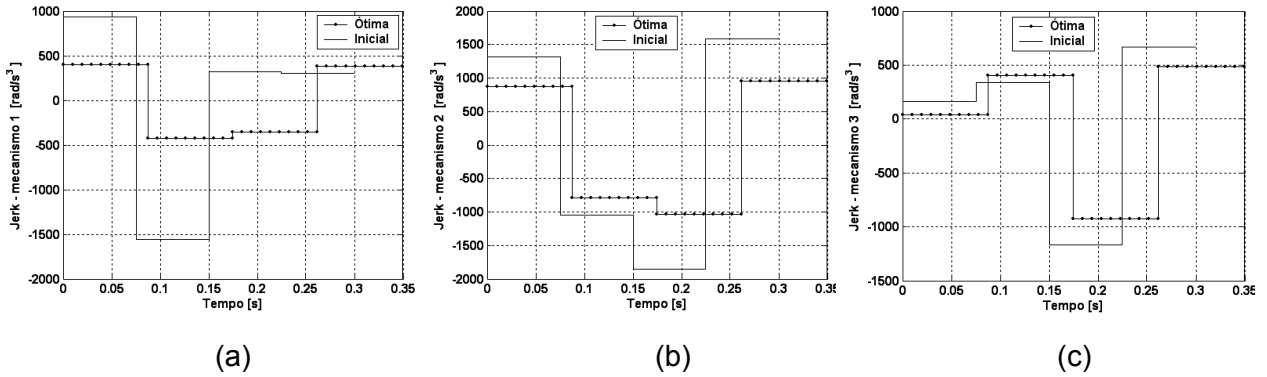 Jerk - mecanismo 1 [rad/s³]
1000
500
0
-500
-1000
-1500
-2000
Ótima
Inicial
0 0.05 0.1 0.15 0.2 0.25 0.3 0.35
Tempo [s]
(a)
Jerk - mecanismo 2 [rad/s³]
2000
1500
1000
500
0
-500
-1000
-1500
-2000
Ótima
Inicial
0 0.05 0.1 0.15 0.2 0.25 0.3 0.35
Tempo [s]
(b)
Jerk - mecanismo 3 [rad/s³]
1000
500
0
-500
-1000
-1500
Ótima
Inicial
0 0.05 0.1 0.15 0.2 0.25 0.3 0.35
Tempo [s]
(c)